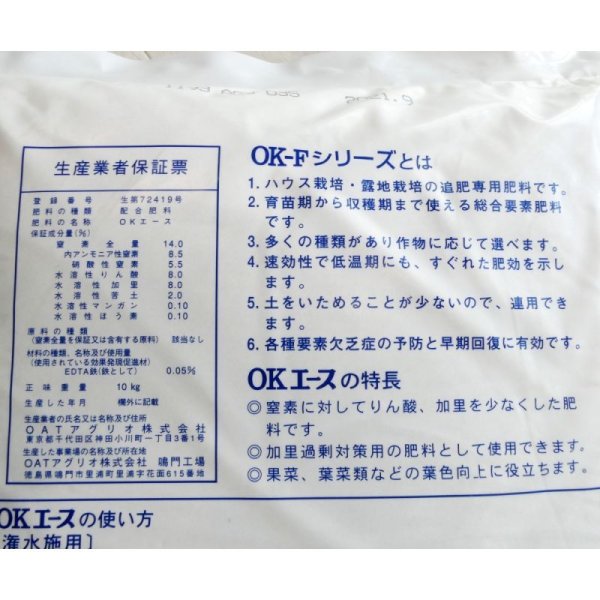 生産業者保証票
登録番号 生第72419号
肥料の種類 配合肥料
肥料の名称 OKエース
保証成分量(%)
窒素全量 14.0
内アンモニア性窒素 8.5
硝酸性窒素 5.5
水溶性りん酸 8.0
水溶性加里 8.0
水溶性苦土 2.0
水溶性マンガン 0.10
水溶性ほう素 0.10
原料の種類
(窒素全量を保証又は含有する原料) 該当なし
材料の種類、名称及び使用量
(使用されている効果発現促進材)
EDTA鉄(鉄として) 0.05%
正味重量 10kg
生産した年月 欄外に記載
生産業者の氏名又は名称及び住所
OATアグリオ株式会社
東京都千代田区神田小川町一丁目3番1号
生産した事業場の名称及び所在地
OATアグリオ株式会社 鳴門工場
徳島県鳴門市里浦町里浦字花面615番地
OK-Fシリーズとは
1. ハウス栽培・露地栽培の追肥専用肥料です。
2. 育苗期から収穫期まで使える総合要素肥料
です。
3. 多くの種類があり作物に応じて選べます。
4. 速効性で低温期にも、すぐれた肥効を示し
ます。
5. 土をいためることが少ないので、連用でき
ます。
6. 各種要素欠乏症の予防と早期回復に有効です。
OKエースの特長
◎窒素に対してりん酸、加里を少なくした肥
料です。
◎加里過剰対策用の肥料として使用できます。
◎果菜、葉菜類などの葉色向上に役立ちます。
OKエースの使い方
[灌水施用]